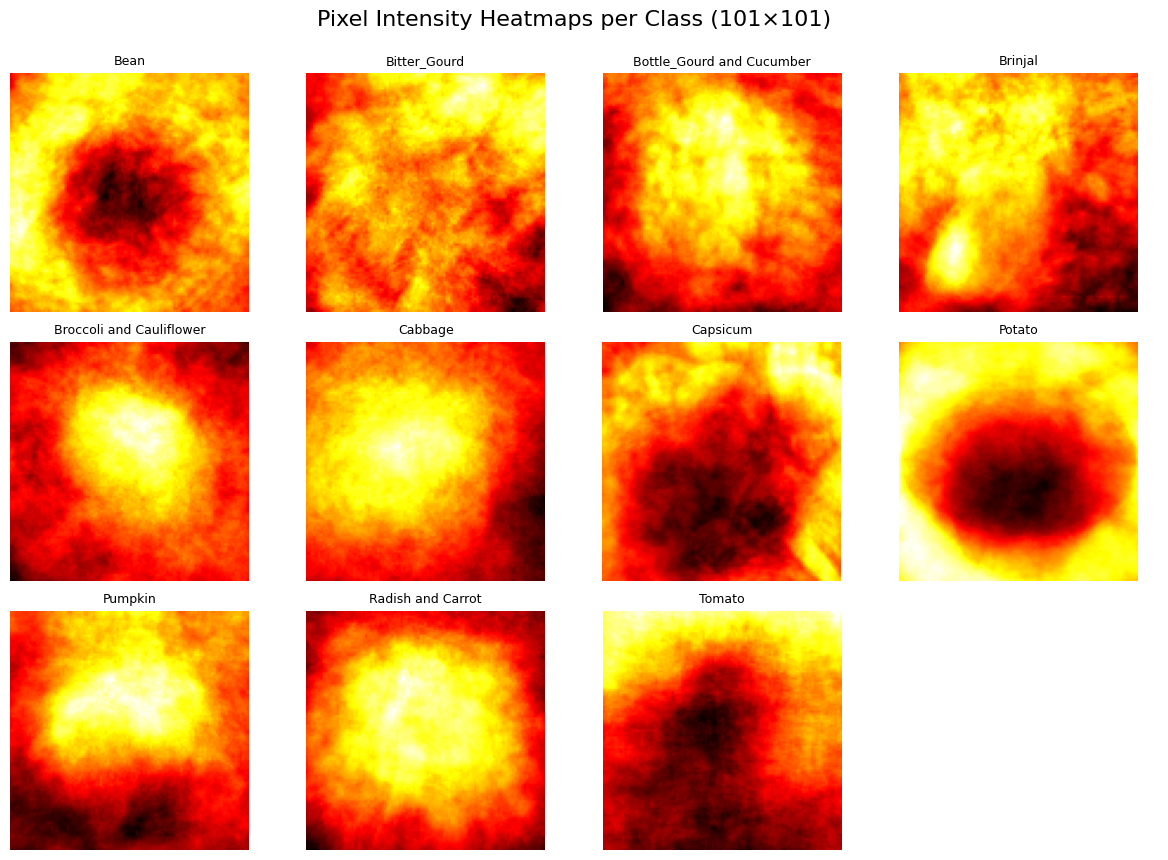 Pixel Intensity Heatmaps per Class (101×101)
Bean
Bitter_Gourd
Bottle_Gourd and Cucumber
Brinjal
Broccoli and Cauliflower
Cabbage
Capsicum
Potato
Pumpkin
Radish and Carrot
Tomato